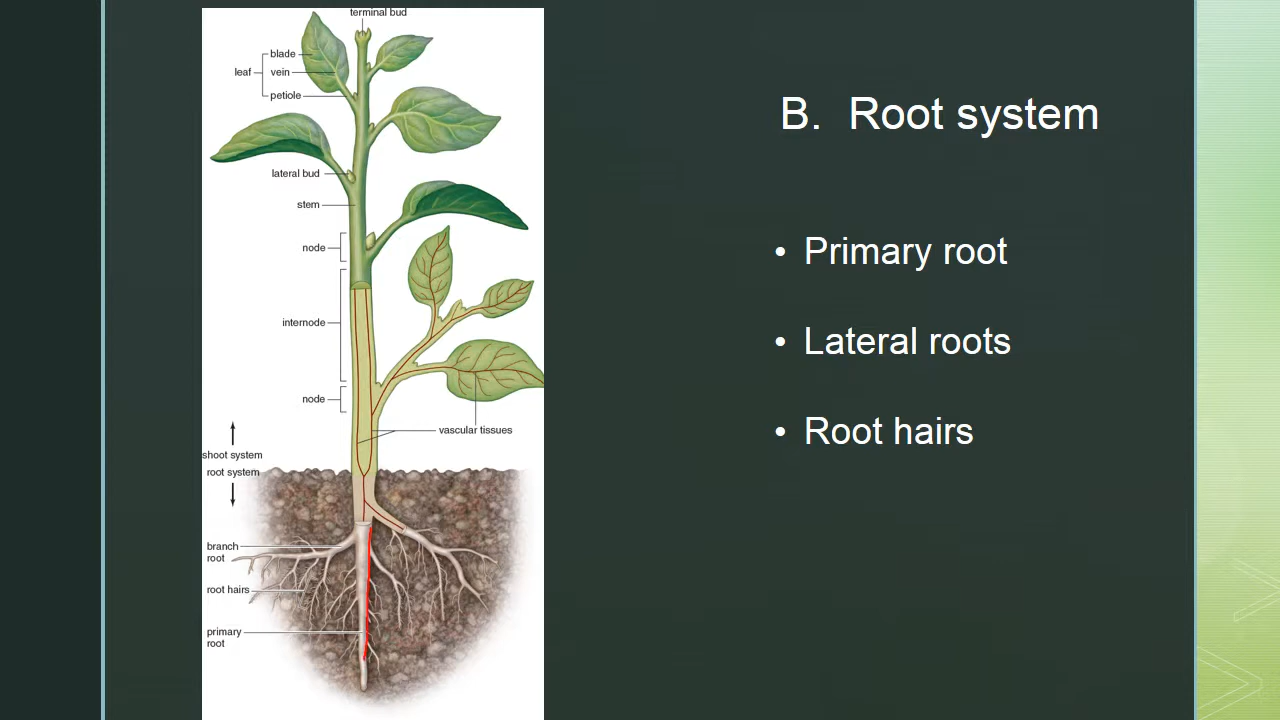 terminal bud
blade
leaf
vein
petiole
lateral bud
stem
node
internode
node
vascular tissues
shoot system
root system
branch
root
root hairs
primary
root
B. Root system
• Primary root
• Lateral roots
• Root hairs